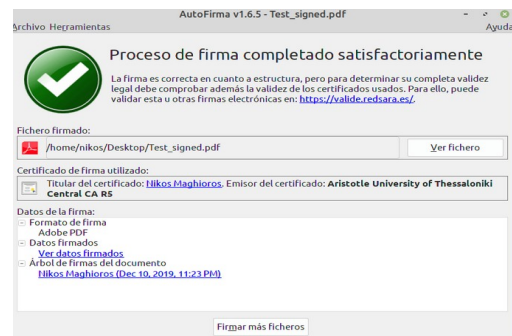 AutoFirma v1.6.5 - Test_signed.pdf
Archivo Herramientas Ayuda
Proceso de firma completado satisfactoriamente
La firma es correcta en cuanto a estructura, pero para determinar su completa validez
legal debe comprobar además la validez de los certificados usados. Para ello, puede
validar esta u otras firmas electrónicas en: https://valide.redsara.es/.
Fichero firmado:
/home/nikos/Desktop/Test_signed.pdf Ver fichero
Certificado de firma utilizado:
Titular del certificado: Nikos Maghioros. Emisor del certificado: Aristotle University of Thessaloniki
Central CA R5
Datos de la firma:
Formato de firma
Adobe PDF
Datos firmados
Ver datos firmados
Árbol de firmas del documento
Nikos Maghioros (Dec 10, 2019, 11:23 PM)
Firmar más ficheros